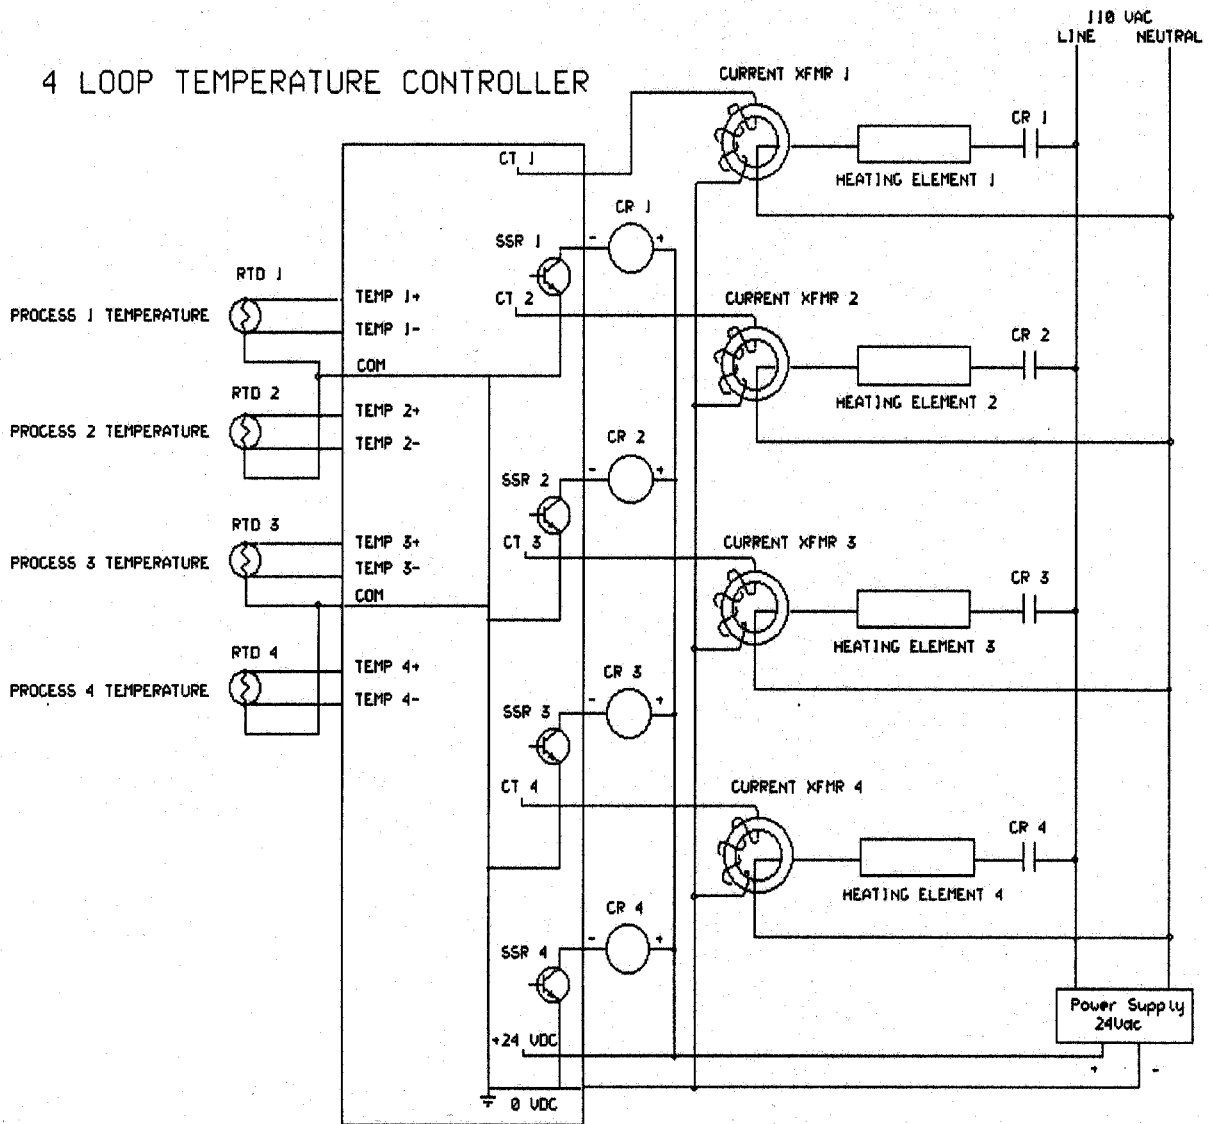 110 VAC
LINE NEUTRAL
4 LOOP TEMPERATURE CONTROLLER
CURRENT XFMR 1
CR 1
CT 1
HEATING ELEMENT 1
CR 1
SSR 1
- +
RTD 1
TEMP 1+
CT 2
CURRENT XFMR 2
PROCESS 1 TEMPERATURE
TEMP 1-
CR 2
COM
RTD 2
HEATING ELEMENT 2
TEMP 2+
PROCESS 2 TEMPERATURE
TEMP 2-
CR 2
- +
SSR 2
RTD 3
TEMP 3+
CT 3
CURRENT XFMR 3
PROCESS 3 TEMPERATURE
TEMP 3-
CR 3
COM
HEATING ELEMENT 3
RTD 4
TEMP 4+
CR 3
PROCESS 4 TEMPERATURE
TEMP 4-
- +
SSR 3
CT 4
CURRENT XFMR 4
CR 4
HEATING ELEMENT 4
CR 4
- +
SSR 4
Power Supply
24Vdc
+24 VDC
+ -
0 VDC